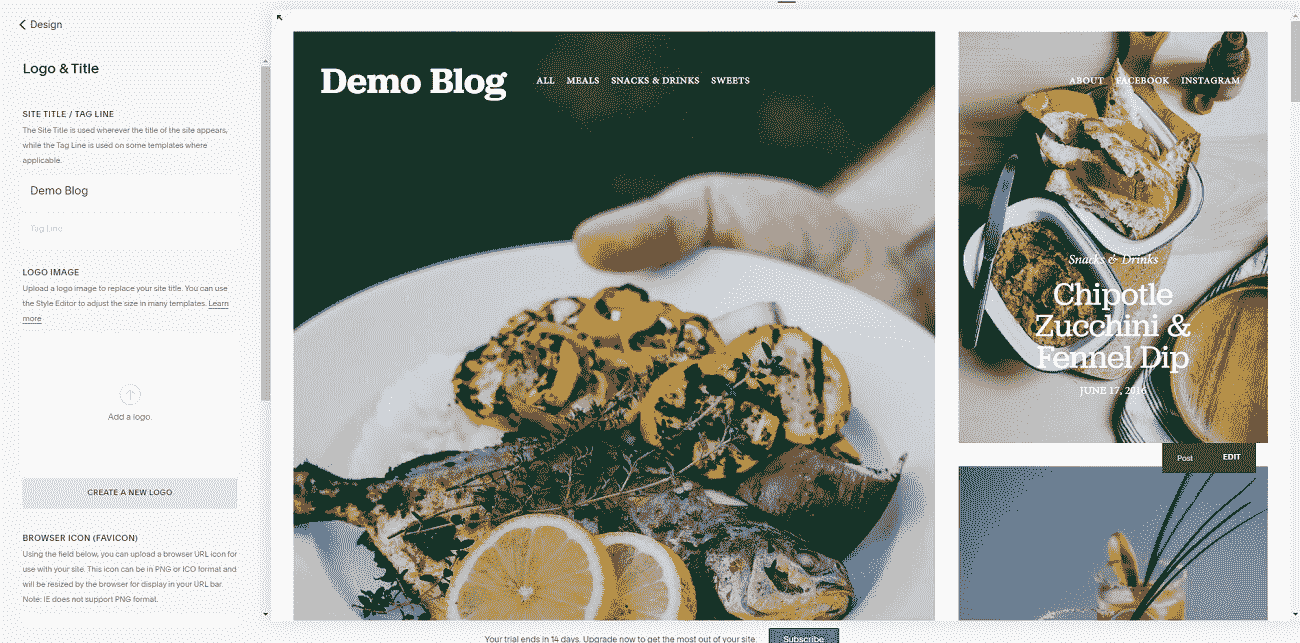 Design
Logo & Title
SITE TITLE / TAG LINE
The Site Title is used wherever the title of the site appears,
while the Tag Line is used on some templates where
applicable.
Demo Blog
Tag Line
LOGO IMAGE
Upload a logo image to replace your site title. You can use
the Style Editor to adjust the size in many templates. Learn
more
Add a logo.
CREATE A NEW LOGO
BROWSER ICON (FAVICON)
Using the field below, you can upload a browser URL icon for
use with your site. This icon can be in PNG or ICO format and
will be resized by the browser for display in your URL bar.
Note: IE does not support PNG format.
Demo Blog
ALL MEALS SNACKS & DRINKS SWEETS
ABOUT FACEBOOK INSTAGRAM
Snacks & Drinks
Chipotle
Zucchini &
Fennel Dip
JUNE 17, 2016
Post EDIT
Your trial ends in 14 days. Upgrade now to get the most out of your site. Subscribe